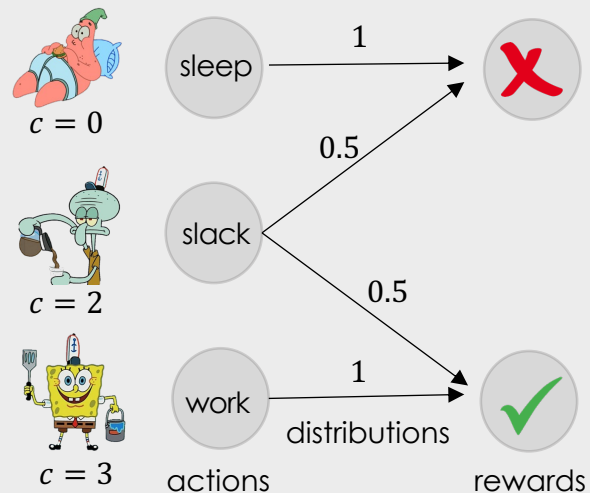 sleep
1
c = 0
0.5
slack
c = 2
0.5
work
1
distributions
c = 3
actions
rewards